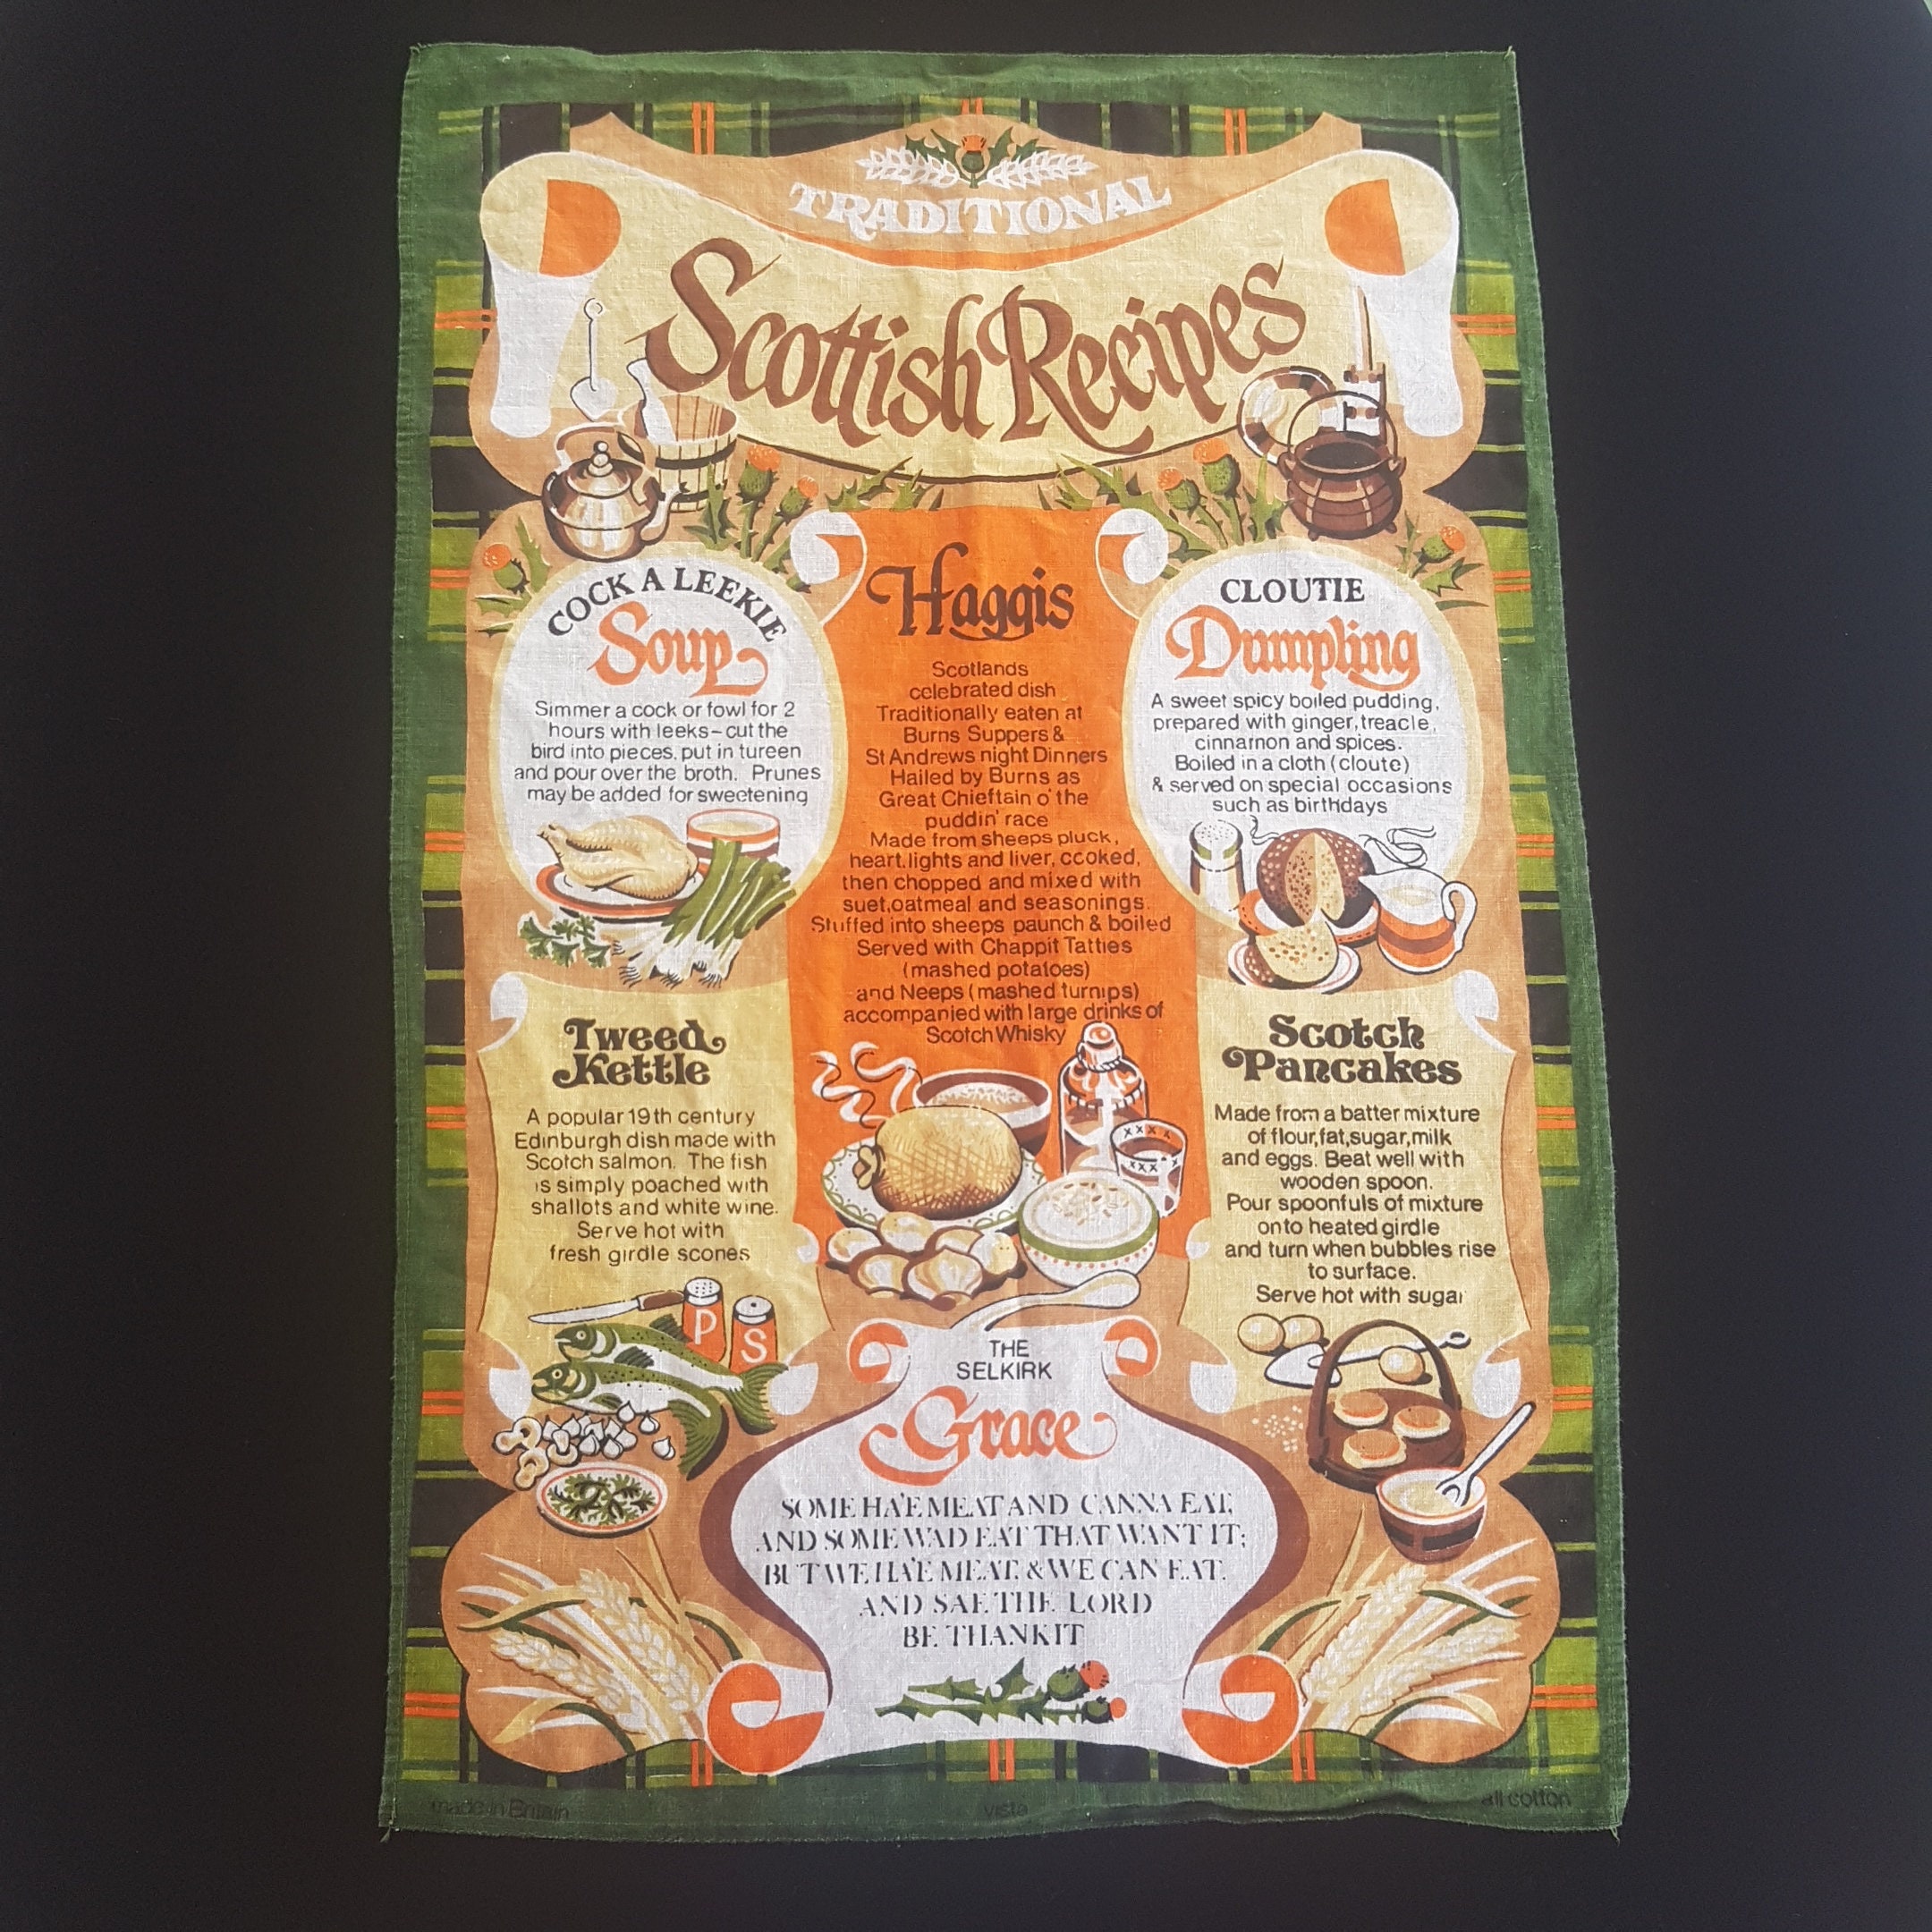 TRADITIONAL
Scottish Recipes
COCK A LEEKIE
Soup
Simmer a cock or fowl for 2
hours with leeks-cut the
bird into pieces, put in tureen
and pour over the broth. Prunes
may be added for sweetening
Haggis
Scotlands
celebrated dish
Traditionally eaten at
Burns Suppers &
St Andrews night Dinners
Hailed by Burns as
Great Chieftain o' the
puddin' race
Made from sheeps pluck,
heart, lights and liver, cooked,
then chopped and mixed with
suet, oatmeal and seasonings.
Stuffed into sheeps paunch & boiled
Served with Chappit Tatties
(mashed potatoes)
and Neeps (mashed turnips)
accompanied with large drinks of
Scotch Whisky
CLOUTIE
Dumpling
A sweet spicy boiled pudding,
prepared with ginger, treacle,
cinnamon and spices.
Boiled in a cloth (cloute)
& served on special occasions
such as birthdays
Tweed
Kettle
A popular 19th century
Edinburgh dish made with
Scotch salmon. The fish
is simply poached with
shallots and white wine.
Serve hot with
fresh girdle scones
P
S
Scotch
Pancakes
Made from a batter mixture
of flour, fat, sugar, milk
and eggs. Beat well with
wooden spoon.
Pour spoonfuls of mixture
onto heated girdle
and turn when bubbles rise
to surface.
Serve hot with sugar
THE
SELKIRK
Grace
SOME HA'E MEAT AND CANNA EAT,
AND SOME WAD EAT THAT WANT IT;
BUT WE HA'E MEAT, & WE CAN EAT,
AND SAE THE LORD
BE THANKIT
made in Britain
vista
all cotton